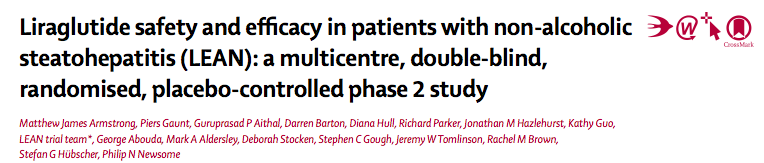 Liraglutide safety and efficacy in patients with non-alcoholic
steatohepatitis (LEAN): a multicentre, double-blind,
randomised, placebo-controlled phase 2 study
CrossMark
Matthew James Armstrong, Piers Gaunt, Guruprasad P Aithal, Darren Barton, Diana Hull, Richard Parker, Jonathan M Hazlehurst, Kathy Guo,
LEAN trial team*, George Abouda, Mark A Aldersley, Deborah Stocken, Stephen C Gough, Jeremy W Tomlinson, Rachel M Brown,
Stefan G Hübscher, Philip N Newsome